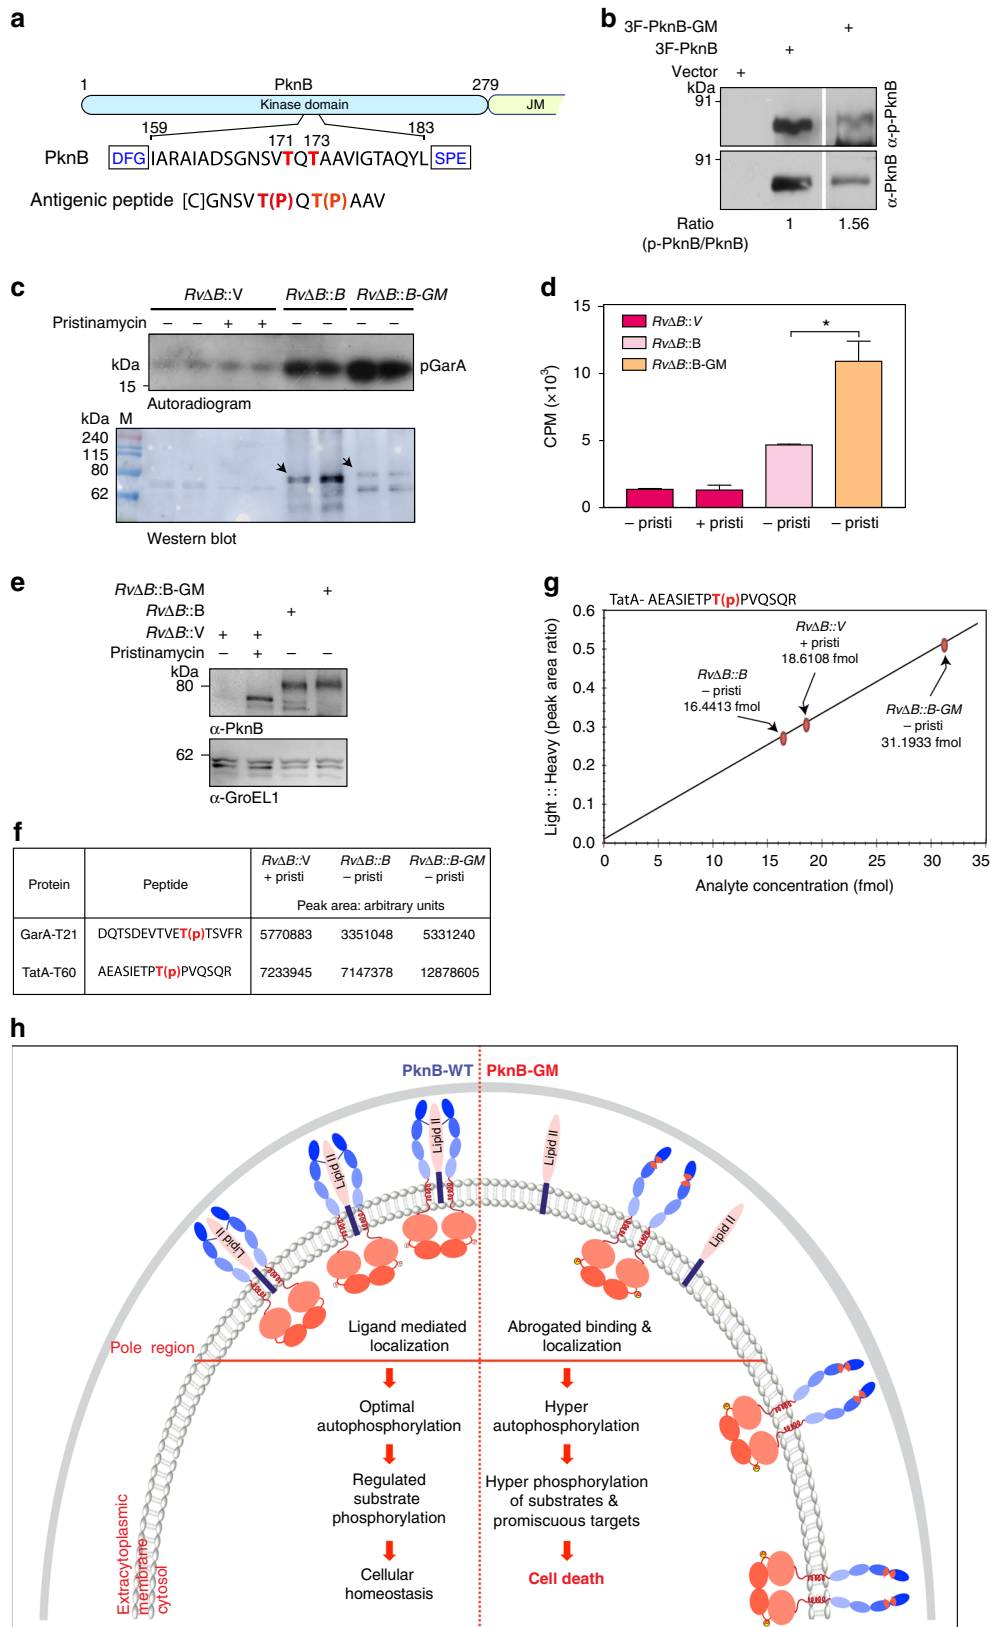 a
1 PknB 279
Kinase domain JM
159 183
171 173
PknB DFG IARAIADSGNSVTQTAAVIGTAQYL SPE
Antigenic peptide [C]GNSV T(P) Q T(P) AAV
b
3F-PknB-GM +
3F-PknB +
Vector +
kDa
91
α-p-PknB
91
α-PknB
Ratio 1 1.56
(p-PknB/PknB)
c
RvΔB::V RvΔB::B RvΔB::B-GM
Pristinamycin – – + + – – – –
kDa pGarA
15
Autoradiogram
kDa M
240
115
80
62
Western blot
d
15
10
5
0
CPM (×10³)
RvΔB::V
RvΔB::B
RvΔB::B-GM
*
– pristi + pristi – pristi – pristi
e
RvΔB::B-GM +
RvΔB::B +
RvΔB::V + +
Pristinamycin – + – –
kDa
80
α-PknB
62
α-GroEL1
g
TatA- AEASIETPT(p)PVQSQR
0.6
0.5
0.4
0.3
0.2
0.1
0.0
Light :: Heavy (peak area ratio)
RvΔB::V
+ pristi
18.6108 fmol
RvΔB::B
– pristi
16.4413 fmol
RvΔB::B-GM
– pristi
31.1933 fmol
0 5 10 15 20 25 30 35
Analyte concentration (fmol)
f
Protein Peptide RvΔB::V RvΔB::B RvΔB::B-GM
+ pristi – pristi – pristi
Peak area: arbitrary units
GarA-T21 DQTSDEVTVET(p)TSVFR 5770883 3351048 5331240
TatA-T60 AEASIETPT(p)PVQSQR 7233945 7147378 12878605
h
PknB-WT PknB-GM
Lipid II
Lipid II
Lipid II
Lipid II
Lipid II
Pole region
Ligand mediated
localization
Optimal
autophosphorylation
Regulated
substrate
phosphorylation
Cellular
homeostasis
Abrogated binding &
localization
Hyper
autophosphorylation
Hyper phosphorylation
of substrates &
promiscuous targets
Cell death
Extracytoplasmic
membrane
cytosol